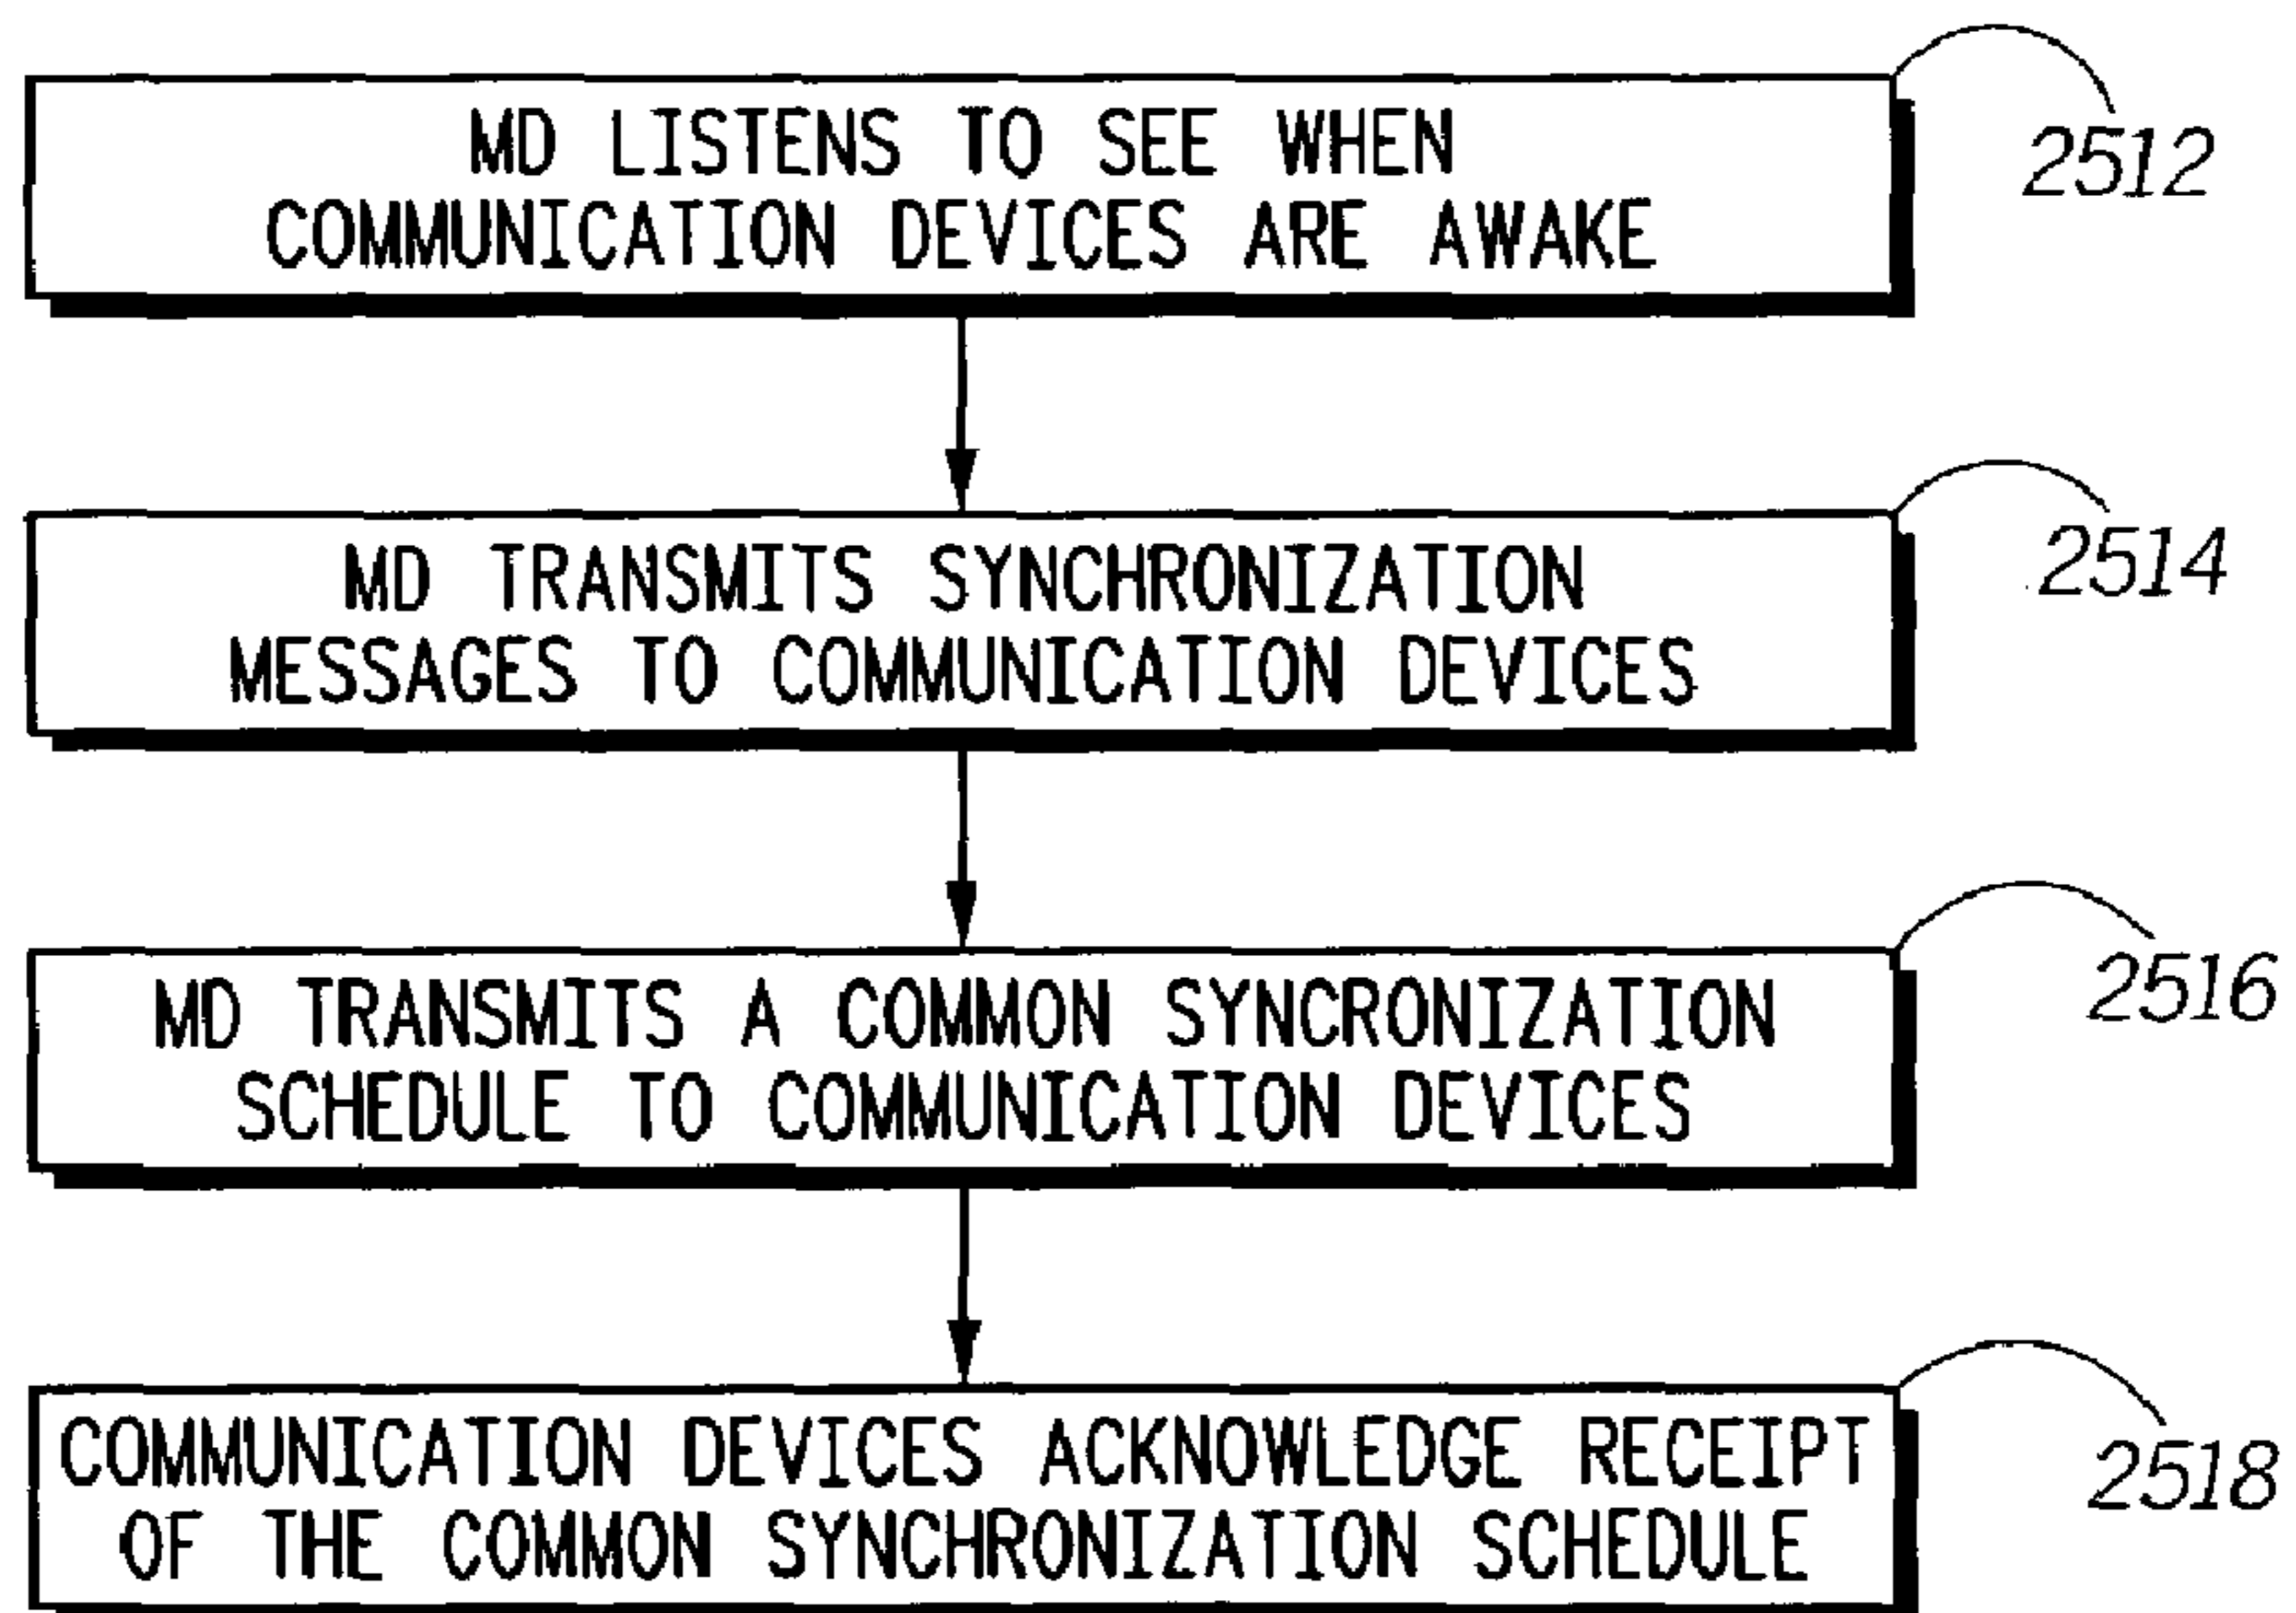 MD LISTENS TO SEE WHEN
COMMUNICATION DEVICES ARE AWAKE
2512
MD TRANSMITS SYNCHRONIZATION
MESSAGES TO COMMUNICATION DEVICES
2514
MD TRANSMITS A COMMON SYNCRONIZATION
SCHEDULE TO COMMUNICATION DEVICES
2516
COMMUNICATION DEVICES ACKNOWLEDGE RECEIPT
OF THE COMMON SYNCHRONIZATION SCHEDULE
2518